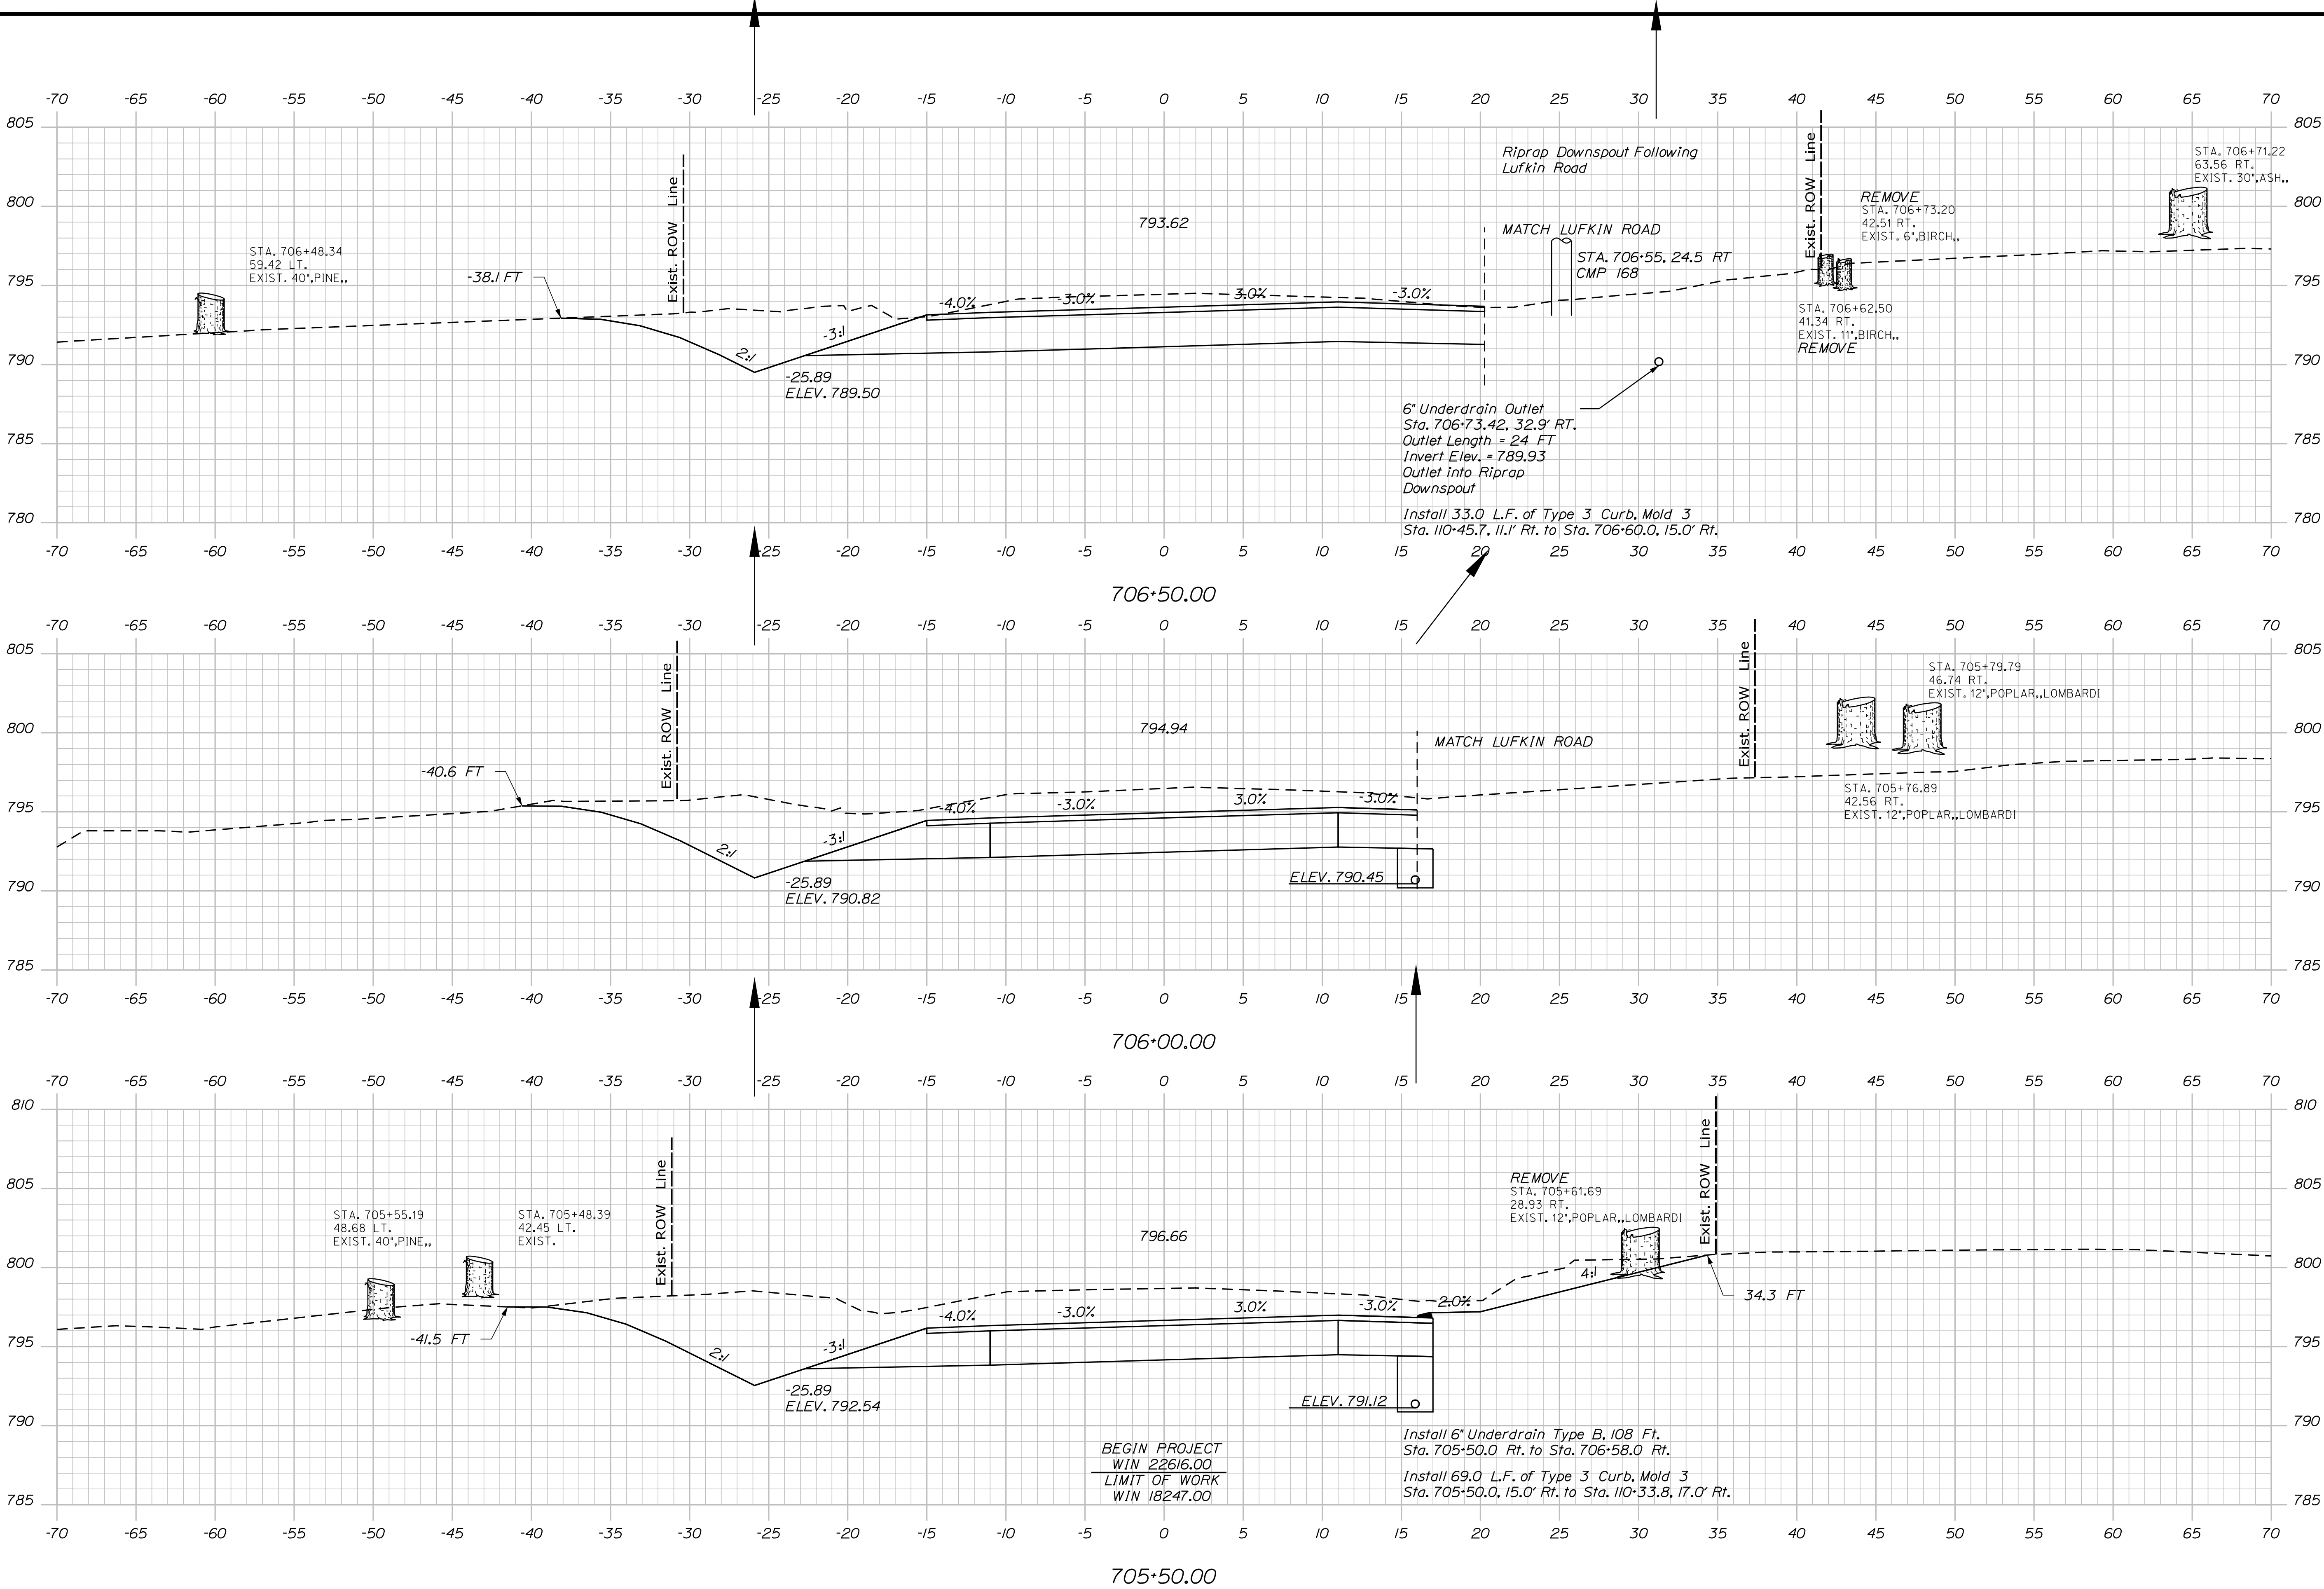 -70 -65 -60 -55 -50 -45 -40 -35 -30 -25 -20 -15 -10 -5 0 5 10 15 20 25 30 35 40 45 50 55 60 65 70
805 805
Riprap Downspout Following
Lufkin Road
STA. 706+71.22
63.56 RT.
EXIST. 30",ASH,,
Exist. ROW Line
Exist. ROW Line
800 800
REMOVE
STA. 706+73.20
42.51 RT.
EXIST. 6",BIRCH,,
793.62
MATCH LUFKIN ROAD
STA. 706+48.34
59.42 LT.
EXIST. 40",PINE,,
-38.1 FT
STA. 706+55, 24.5 RT
CMP 168
795 795
-4.0% -3.0% 3.0% -3.0%
STA. 706+62.50
41.34 RT.
EXIST. 11",BIRCH,,
REMOVE
2:1 -3:1
790 790
-25.89
ELEV. 789.50
6" Underdrain Outlet
Sta. 706+73.42, 32.9' RT.
Outlet Length = 24 FT
Invert Elev. = 789.93
Outlet into Riprap
Downspout
785 785
Install 33.0 L.F. of Type 3 Curb, Mold 3
Sta. 110+45.7, 11.1' Rt. to Sta. 706+60.0, 15.0' Rt.
780 780
-70 -65 -60 -55 -50 -45 -40 -35 -30 -25 -20 -15 -10 -5 0 5 10 15 20 25 30 35 40 45 50 55 60 65 70
706+50.00
-70 -65 -60 -55 -50 -45 -40 -35 -30 -25 -20 -15 -10 -5 0 5 10 15 20 25 30 35 40 45 50 55 60 65 70
805 805
Exist. ROW Line
Exist. ROW Line
STA. 705+79.79
46.74 RT.
EXIST. 12",POPLAR,,LOMBARDI
800 800
794.94
MATCH LUFKIN ROAD
-40.6 FT
795 795
-4.0% -3.0% 3.0% -3.0%
STA. 705+76.89
42.56 RT.
EXIST. 12",POPLAR,,LOMBARDI
2:1 -3:1
790 790
-25.89
ELEV. 790.82
ELEV. 790.45
785 785
-70 -65 -60 -55 -50 -45 -40 -35 -30 -25 -20 -15 -10 -5 0 5 10 15 20 25 30 35 40 45 50 55 60 65 70
706+00.00
-70 -65 -60 -55 -50 -45 -40 -35 -30 -25 -20 -15 -10 -5 0 5 10 15 20 25 30 35 40 45 50 55 60 65 70
810 810
Exist. ROW Line
Exist. ROW Line
805 805
REMOVE
STA. 705+61.69
28.93 RT.
EXIST. 12",POPLAR,,LOMBARDI
STA. 705+55.19
48.68 LT.
EXIST. 40",PINE,,
STA. 705+48.39
42.45 LT.
EXIST.
796.66
800 800
4:1
34.3 FT
-41.5 FT
-4.0% -3.0% 3.0% -3.0% 2.0%
795 795
2:1 -3:1
-25.89
ELEV. 792.54
ELEV. 791.12
790 790
BEGIN PROJECT
WIN 22616.00
LIMIT OF WORK
WIN 18247.00
Install 6" Underdrain Type B, 108 Ft.
Sta. 705+50.0 Rt. to Sta. 706+58.0 Rt.
Install 69.0 L.F. of Type 3 Curb, Mold 3
Sta. 705+50.0, 15.0' Rt. to Sta. 110+33.8, 17.0' Rt.
785 785
-70 -65 -60 -55 -50 -45 -40 -35 -30 -25 -20 -15 -10 -5 0 5 10 15 20 25 30 35 40 45 50 55 60 65 70
705+50.00